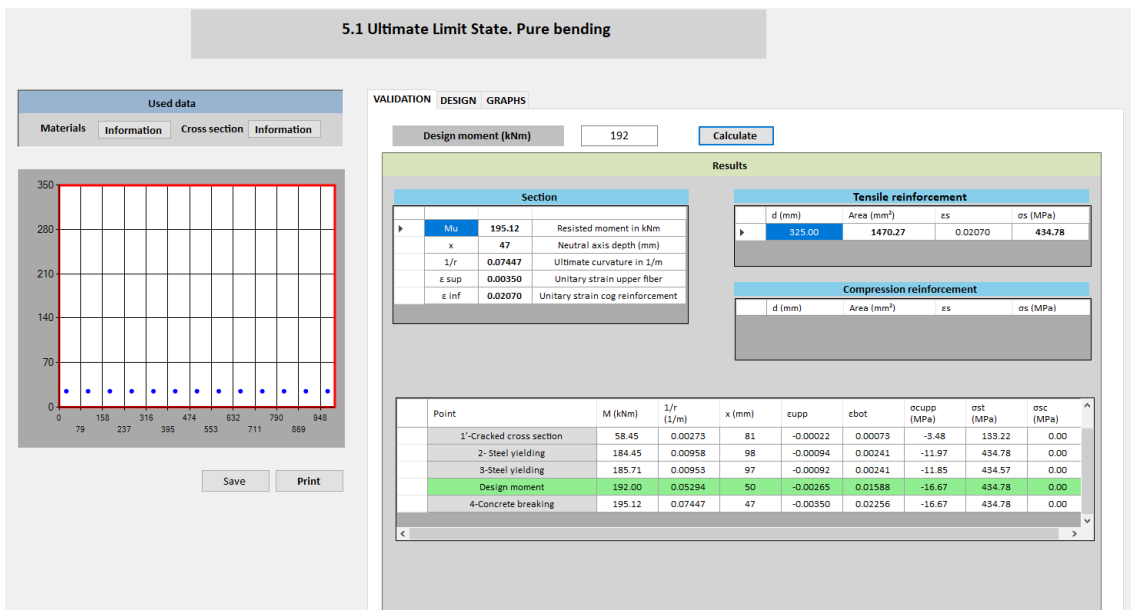 5.1 Ultimate Limit State. Pure bending
Used data
Materials Information Cross section Information
350
280
210
140
70
0
0 158 316 474 632 790 948
79 237 395 553 711 869
Save Print
VALIDATION DESIGN GRAPHS
Design moment (kNm) 192 Calculate
Results
Section
Mu 195.12 Resisted moment in kNm
x 47 Neutral axis depth (mm)
1/r 0.07447 Ultimate curvature in 1/m
ε sup 0.00350 Unitary strain upper fiber
ε inf 0.02070 Unitary strain cog reinforcement
Tensile reinforcement
d (mm) Area (mm²) εs σs (MPa)
325.00 1470.27 0.02070 434.78
Compression reinforcement
d (mm) Area (mm²) εs σs (MPa)
Point M (kNm) 1/r (1/m) x (mm) εupp εbot σcupp (MPa) σst (MPa) σsc (MPa)
1'-Cracked cross section 58.45 0.00273 81 -0.00022 0.00073 -3.48 133.22 0.00
2- Steel yielding 184.45 0.00958 98 -0.00094 0.00241 -11.97 434.78 0.00
3-Steel yielding 185.71 0.00953 97 -0.00092 0.00241 -11.85 434.57 0.00
Design moment 192.00 0.05294 50 -0.00265 0.01588 -16.67 434.78 0.00
4-Concrete breaking 195.12 0.07447 47 -0.00350 0.02256 -16.67 434.78 0.00